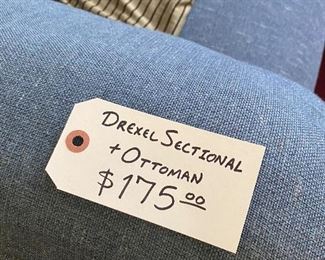 DREXEL SECTIONAL
+ OTTOMAN
$175.00